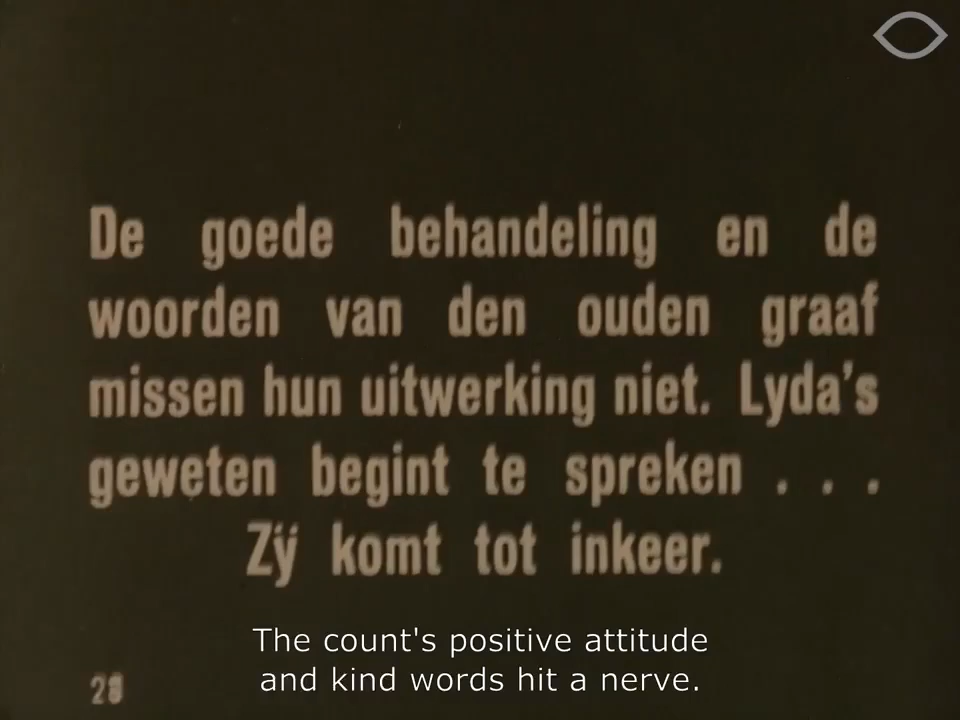 De goede behandeling en de
woorden van den ouden graaf
missen hun uitwerking niet. Lyda's
geweten begint te spreken . . .
Zÿ komt tot inkeer.
The count's positive attitude
and kind words hit a nerve.